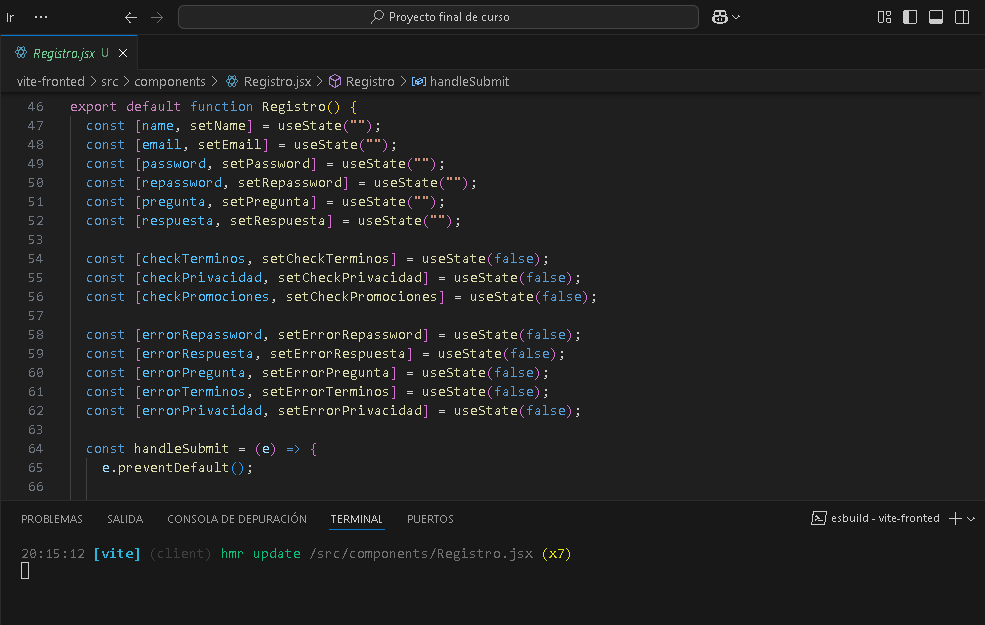 Ir ··· Proyecto final de curso
Registro.jsx U
vite-fronted > src > components > Registro.jsx > Registro > handleSubmit
46 export default function Registro() {
47 const [name, setName] = useState("");
48 const [email, setEmail] = useState("");
49 const [password, setPassword] = useState("");
50 const [repassword, setRepassword] = useState("");
51 const [pregunta, setPregunta] = useState("");
52 const [respuesta, setRespuesta] = useState("");
53
54 const [checkTerminos, setCheckTerminos] = useState(false);
55 const [checkPrivacidad, setCheckPrivacidad] = useState(false);
56 const [checkPromociones, setCheckPromociones] = useState(false);
57
58 const [errorRepassword, setErrorRepassword] = useState(false);
59 const [errorRespuesta, setErrorRespuesta] = useState(false);
60 const [errorPregunta, setErrorPregunta] = useState(false);
61 const [errorTerminos, setErrorTerminos] = useState(false);
62 const [errorPrivacidad, setErrorPrivacidad] = useState(false);
63
64 const handleSubmit = (e) => {
65 e.preventDefault();
66
PROBLEMAS SALIDA CONSOLA DE DEPURACIÓN TERMINAL PUERTOS esbuild - vite-fronted
20:15:12 [vite] (client) hmr update /src/components/Registro.jsx (x7)